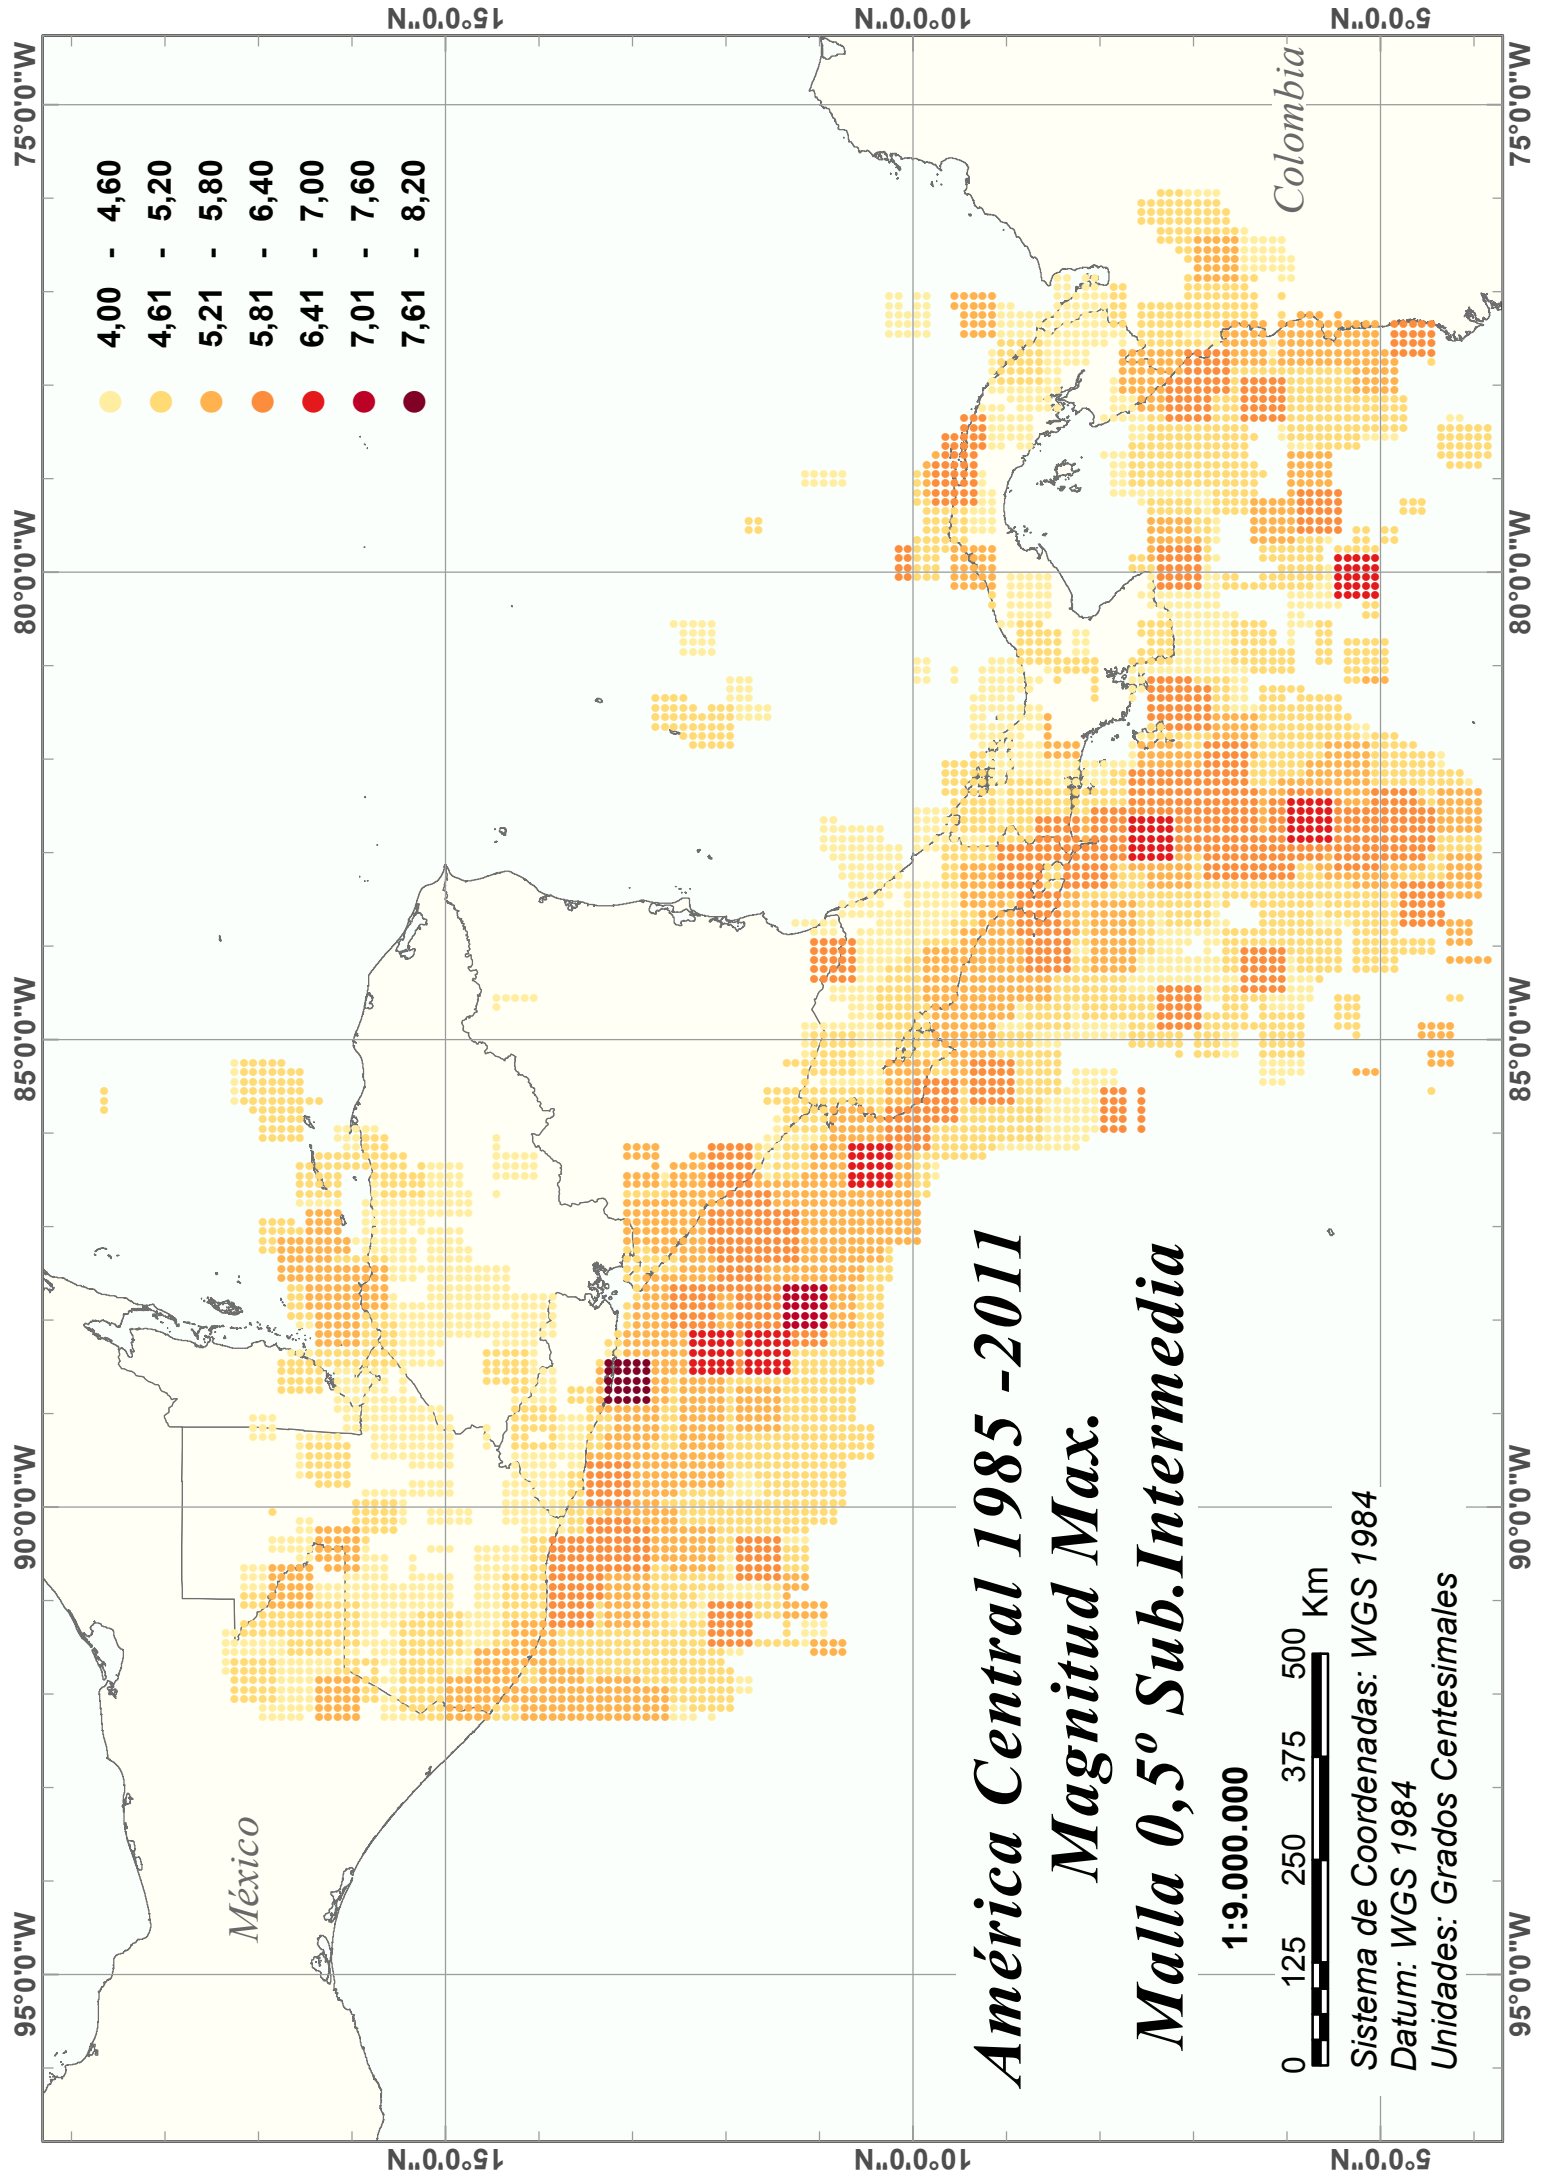 95°0'0"W
90°0'0"W
85°0'0"W
80°0'0"W
75°0'0"W
15°0'0"N
15°0'0"N
10°0'0"N
10°0'0"N
5°0'0"N
5°0'0"N
4,00 - 4,60
4,61 - 5,20
5,21 - 5,80
5,81 - 6,40
6,41 - 7,00
7,01 - 7,60
7,61 - 8,20
México
Colombia
América Central 1985 -2011
Magnitud Max.
Malla 0,5º Sub.Intermedia
1:9.000.000
0 125 250 375 500
Km
Sistema de Coordenadas: WGS 1984
Datum: WGS 1984
Unidades: Grados Centesimales
95°0'0"W
90°0'0"W
85°0'0"W
80°0'0"W
75°0'0"W